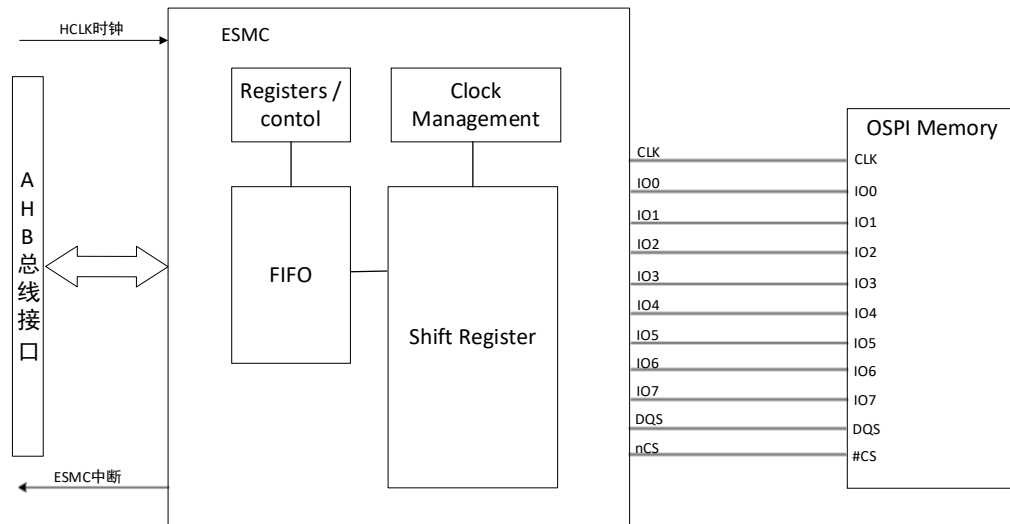 HCLK时钟
ESMC
Registers /
contol
Clock
Management
OSPI Memory
A
H
B
总
线
接
口
FIFO
Shift Register
CLK
CLK
IO0
IO0
IO1
IO1
IO2
IO2
IO3
IO3
IO4
IO4
IO5
IO5
IO6
IO6
IO7
IO7
DQS
DQS
nCS
#CS
ESMC中断